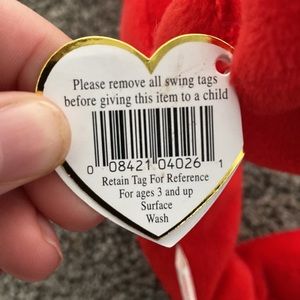 Please remove all swing tags
before giving this item to a child
0 08421 04026 1
Retain Tag For Reference
For ages 3 and up
Surface
Wash